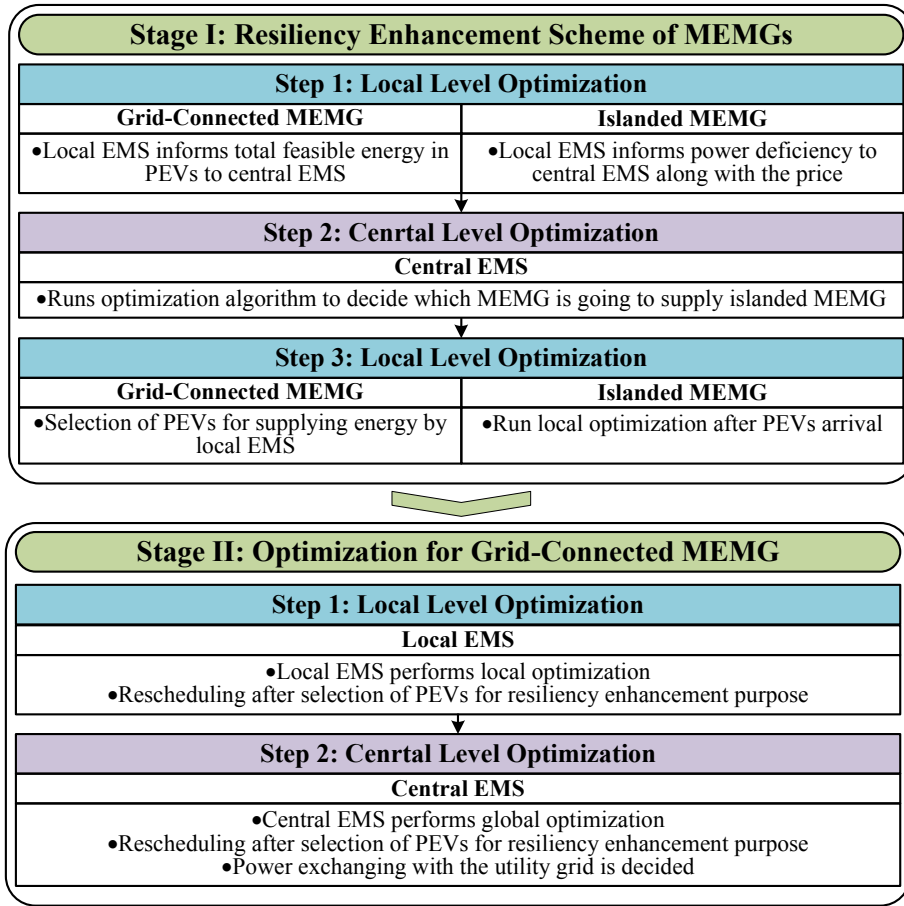 Stage I: Resiliency Enhancement Scheme of MEMGs
Step 1: Local Level Optimization
Grid-Connected MEMG
•Local EMS informs total feasible energy in
PEVs to central EMS
Islanded MEMG
•Local EMS informs power deficiency to
central EMS along with the price
Step 2: Cenrtal Level Optimization
Central EMS
•Runs optimization algorithm to decide which MEMG is going to supply islanded MEMG
Step 3: Local Level Optimization
Grid-Connected MEMG
•Selection of PEVs for supplying energy by
local EMS
Islanded MEMG
•Run local optimization after PEVs arrival
Stage II: Optimization for Grid-Connected MEMG
Step 1: Local Level Optimization
Local EMS
•Local EMS performs local optimization
•Rescheduling after selection of PEVs for resiliency enhancement purpose
Step 2: Cenrtal Level Optimization
Central EMS
•Central EMS performs global optimization
•Rescheduling after selection of PEVs for resiliency enhancement purpose
•Power exchanging with the utility grid is decided